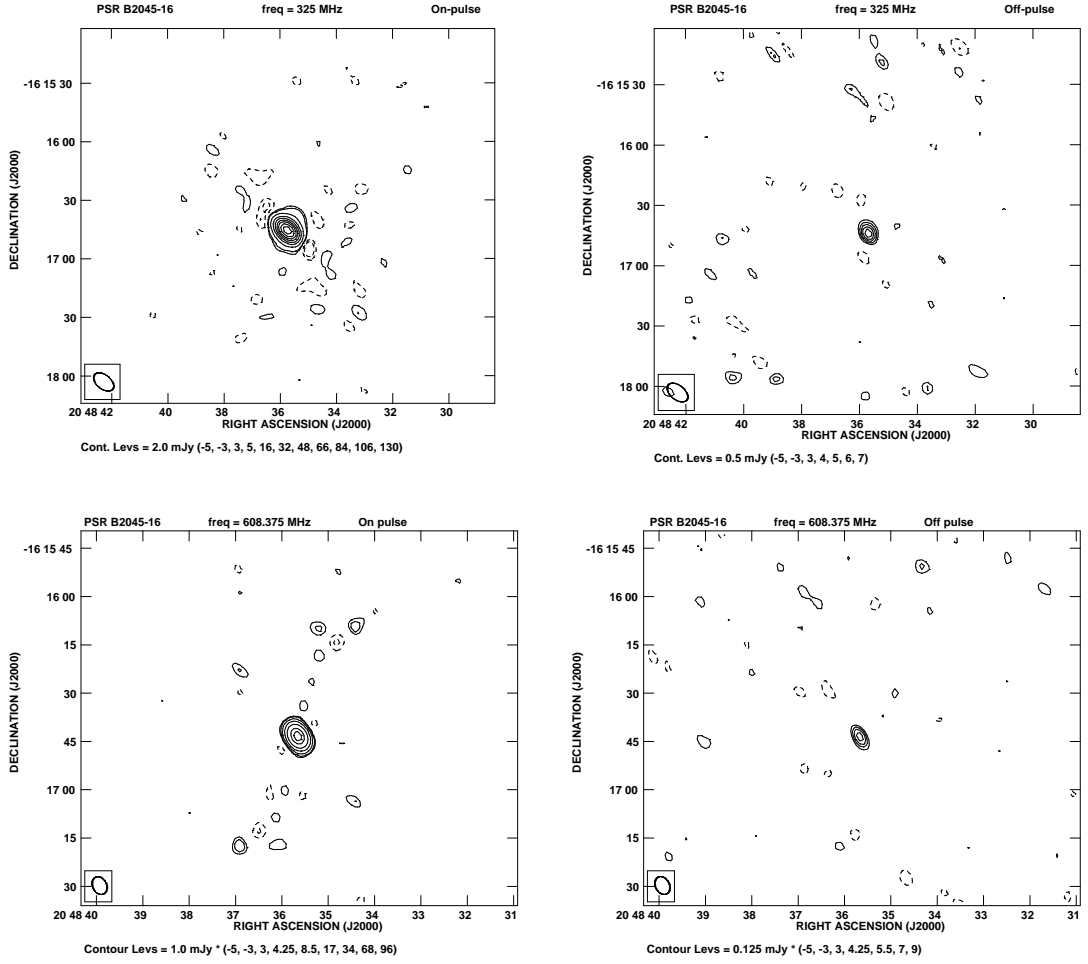 PSR B2045-16 freq = 325 MHz On-pulse
DECLINATION (J2000)
-16 15 30
16 00
30
17 00
30
18 00
20 48 42 40 38 36 34 32 30
RIGHT ASCENSION (J2000)
Cont. Levs = 2.0 mJy (-5, -3, 3, 5, 16, 32, 48, 66, 84, 106, 130)
PSR B2045-16 freq = 325 MHz Off-pulse
DECLINATION (J2000)
-16 15 30
16 00
30
17 00
30
18 00
20 48 42 40 38 36 34 32 30
RIGHT ASCENSION (J2000)
Cont. Levs = 0.5 mJy (-5, -3, 3, 4, 5, 6, 7)
PSR B2045-16 freq = 608.375 MHz On pulse
DECLINATION (J2000)
-16 15 45
16 00
15
30
45
17 00
15
30
20 48 40 39 38 37 36 35 34 33 32 31
RIGHT ASCENSION (J2000)
Contour Levs = 1.0 mJy * (-5, -3, 3, 4.25, 8.5, 17, 34, 68, 96)
PSR B2045-16 freq = 608.375 MHz Off pulse
DECLINATION (J2000)
-16 15 45
16 00
15
30
45
17 00
15
30
20 48 40 39 38 37 36 35 34 33 32 31
RIGHT ASCENSION (J2000)
Contour Levs = 0.125 mJy * (-5, -3, 3, 4.25, 5.5, 7, 9)